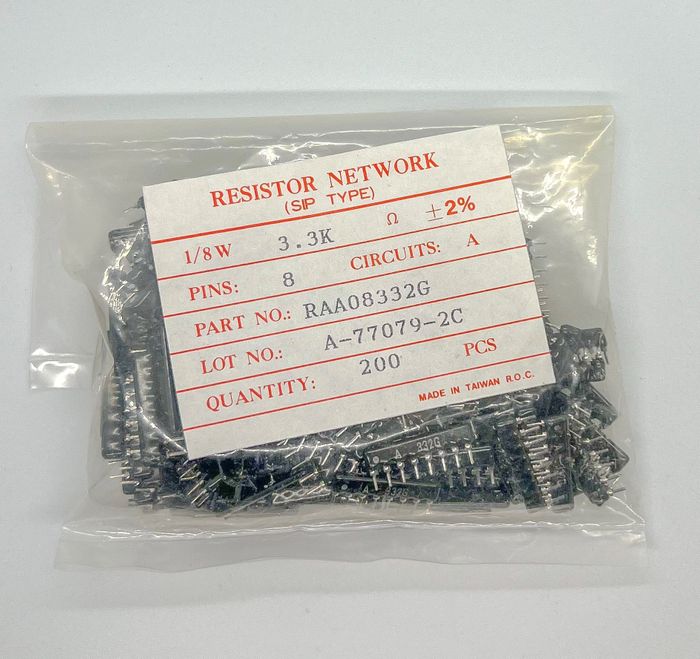 RESISTOR NETWORK
(SIP TYPE)
1/8W 3.3K Ω ±2%
PINS: 8 CIRCUITS: A
PART NO.: RAA08332G
LOT NO.: A-77079-2C
QUANTITY: 200 PCS
MADE IN TAIWAN R.O.C.
A 332G